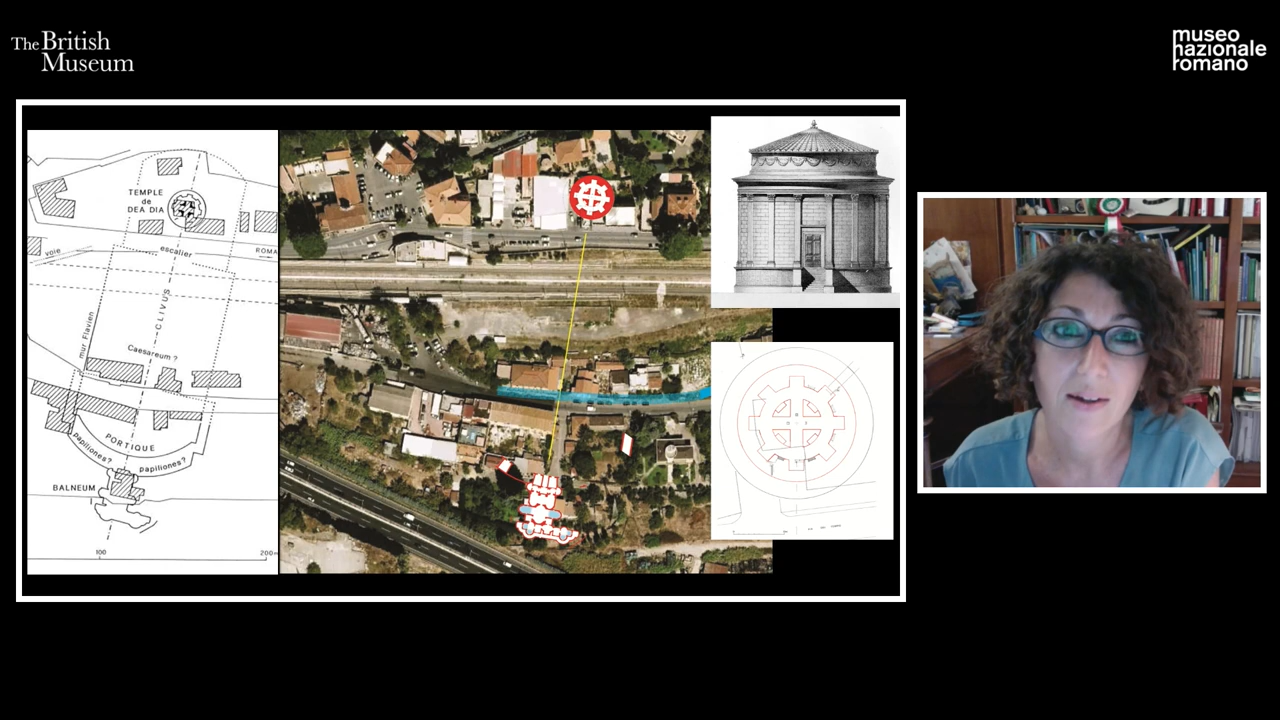 The British
Museum
museo
nazionale
romano
TEMPLE
de
DEA DIA
voie
escalier
ROMA
CLIVUS
mur Flavien
Caesareum ?
PORTIQUE
papiliones?
papiliones?
BALNEUM
100
200m